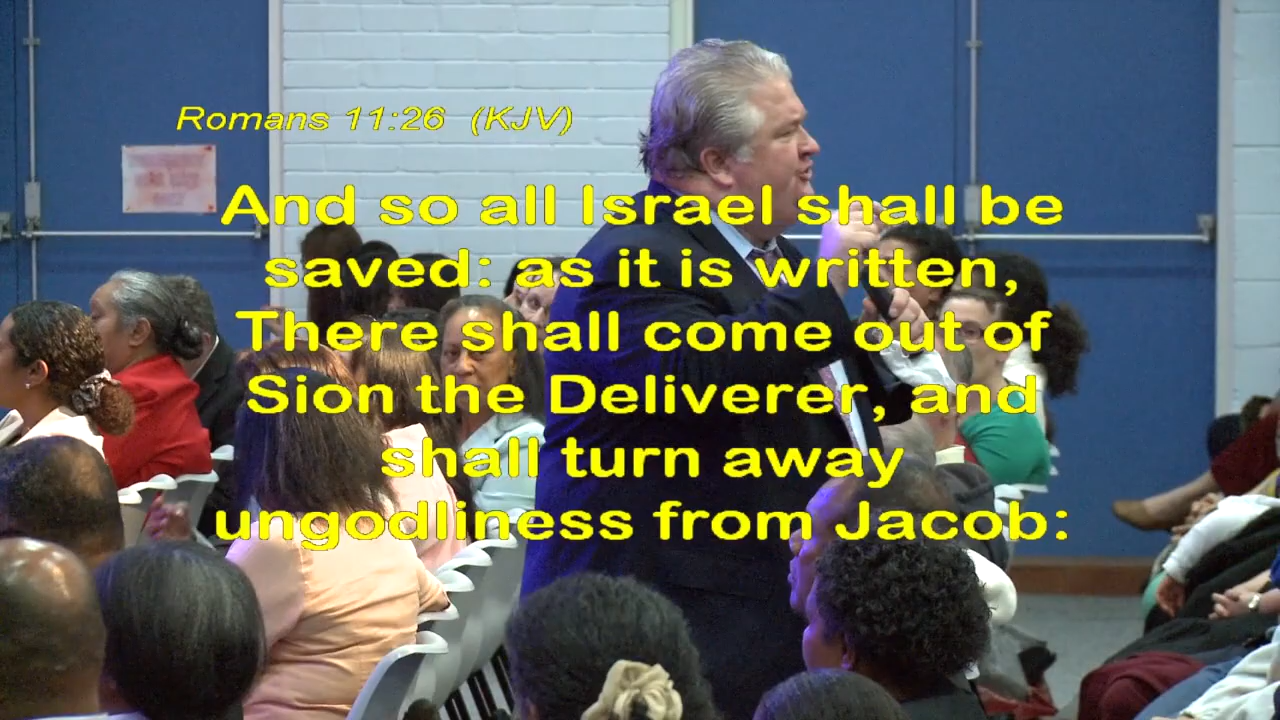 Romans 11:26 (KJV)
And so all Israel shall be
saved: as it is written,
There shall come out of
Sion the Deliverer, and
shall turn away
ungodliness from Jacob: